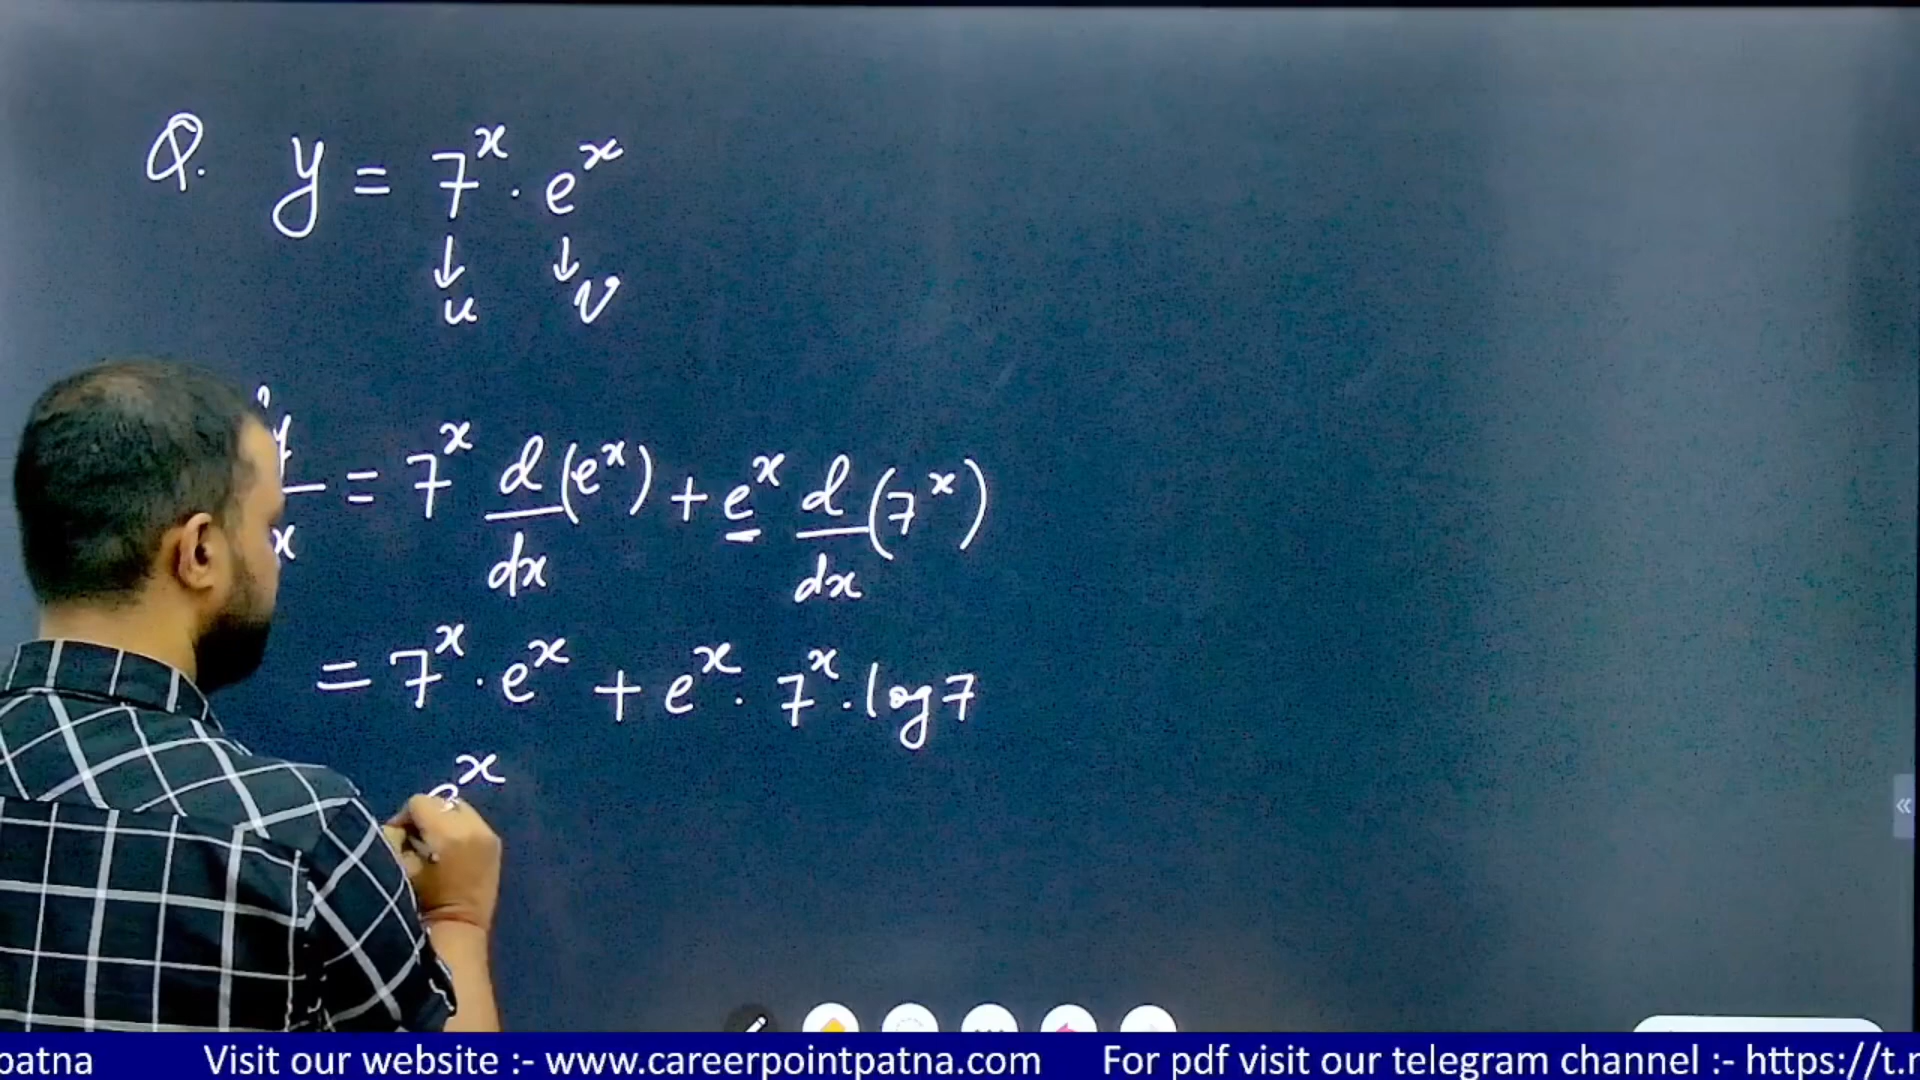 Q. y = 7^x · e^x
↓ ↓
u v
y/x = 7^x d/dx (e^x) + e^x d/dx (7^x)
= 7^x · e^x + e^x · 7^x · log 7
e^x
patna Visit our website :- www.careerpointpatna.com For pdf visit our telegram channel :- https://t.